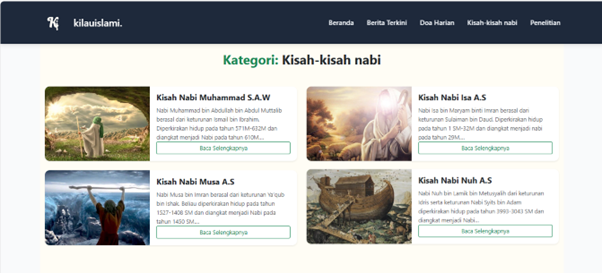 kilauislami.
Beranda Berita Terkini Doa Harian Kisah-kisah nabi Penelitian
Kategori: Kisah-kisah nabi
Kisah Nabi Muhammad S.A.W
Nabi Muhammad bin Abdullah bin Abdul Muttalib
berasal dari keturunan Ismail bin Ibrahim.
Diperkirakan hidup pada tahun 571M-632M dan
diangkat menjadi Nabi pada tahun 610M....
Baca Selengkapnya
Kisah Nabi Isa A.S
Nabi Isa bin Maryam binti Imran berasal dari
keturunan Sulaiman bin Daud. Diperkirakan hidup
pada tahun 1 SM-32M dan diangkat menjadi nabi
pada tahun 29M....
Baca Selengkapnya
Kisah Nabi Musa A.S
Nabi Musa bin Imran berasal dari keturunan Ya'qub
bin Ishak. Beliau diperkirakan hidup pada tahun
1527-1408 SM dan diangkat menjadi Nabi pada
tahun 1450 SM....
Baca Selengkapnya
Kisah Nabi Nuh A.S
Nabi Nuh bin Lamik bin Metusyalih dari keturunan
Idris serta keturunan Nabi Syits bin Adam
diperkirakan hidup pada tahun 3993-3043 SM dan
diangkat menjadi Nabi...
Baca Selengkapnya